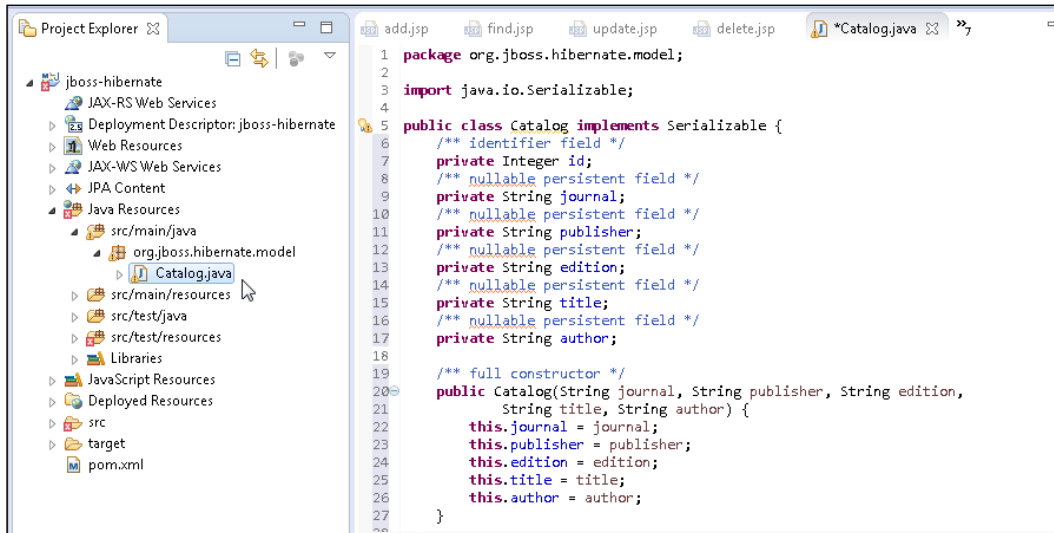 Project Explorer
jboss-hibernate
JAX-RS Web Services
Deployment Descriptor: jboss-hibernate
Web Resources
JAX-WS Web Services
JPA Content
Java Resources
src/main/java
org.jboss.hibernate.model
Catalog.java
src/main/resources
src/test/java
src/test/resources
Libraries
JavaScript Resources
Deployed Resources
src
target
pom.xml
add.jsp find.jsp update.jsp delete.jsp *Catalog.java »7
1 package org.jboss.hibernate.model;
2
3 import java.io.Serializable;
4
5 public class Catalog implements Serializable {
6 /** identifier field */
7 private Integer id;
8 /** nullable persistent field */
9 private String journal;
10 /** nullable persistent field */
11 private String publisher;
12 /** nullable persistent field */
13 private String edition;
14 /** nullable persistent field */
15 private String title;
16 /** nullable persistent field */
17 private String author;
18
19 /** full constructor */
20 public Catalog(String journal, String publisher, String edition,
21 String title, String author) {
22 this.journal = journal;
23 this.publisher = publisher;
24 this.edition = edition;
25 this.title = title;
26 this.author = author;
27 }